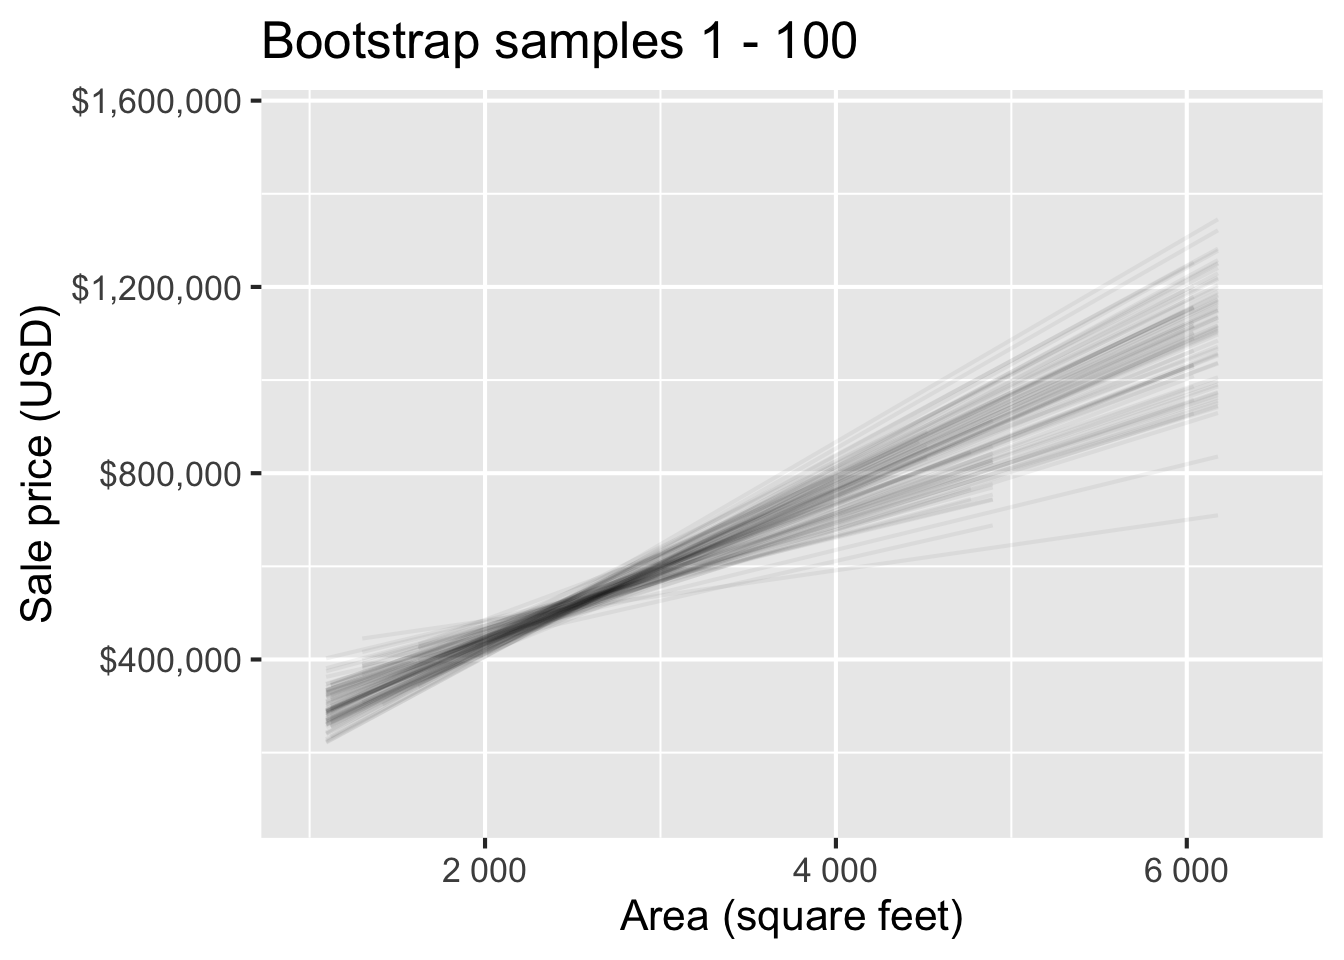 Bootstrap samples 1 - 100
$1,600,000
$1,200,000
$800,000
$400,000
Sale price (USD)
2 000 4 000 6 000
Area (square feet)